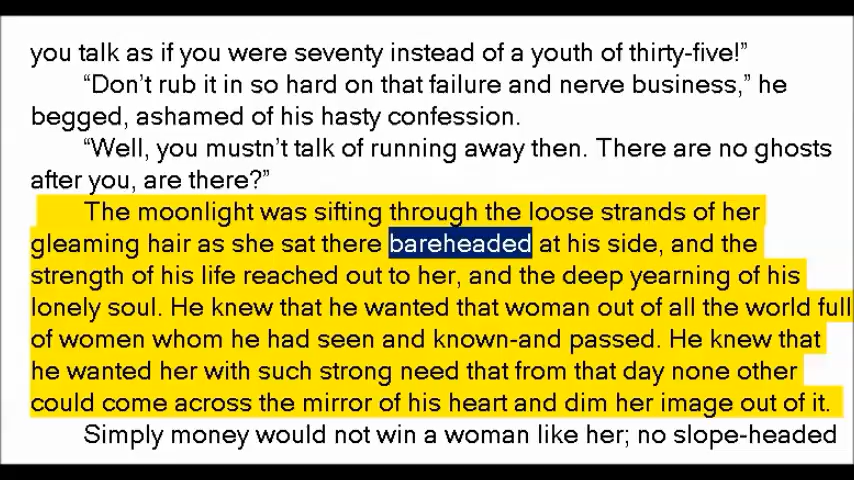 you talk as if you were seventy instead of a youth of thirty-five!”
“Don’t rub it in so hard on that failure and nerve business,” he
begged, ashamed of his hasty confession.
“Well, you mustn’t talk of running away then. There are no ghosts
after you, are there?”
The moonlight was sifting through the loose strands of her
gleaming hair as she sat there bareheaded at his side, and the
strength of his life reached out to her, and the deep yearning of his
lonely soul. He knew that he wanted that woman out of all the world full
of women whom he had seen and known-and passed. He knew that
he wanted her with such strong need that from that day none other
could come across the mirror of his heart and dim her image out of it.
Simply money would not win a woman like her; no slope-headed